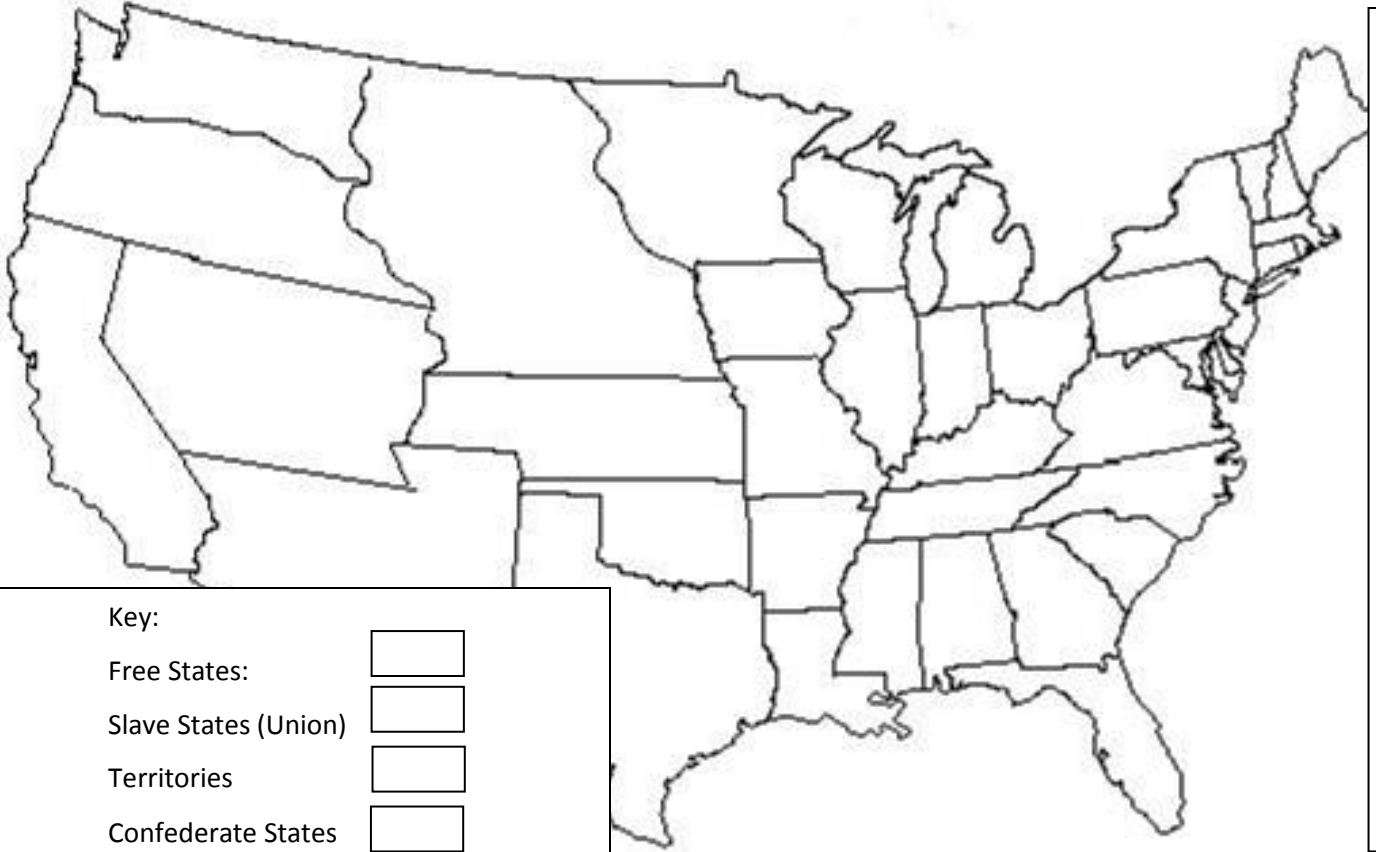 Key:
Free States:
Slave States (Union)
Territories
Confederate States